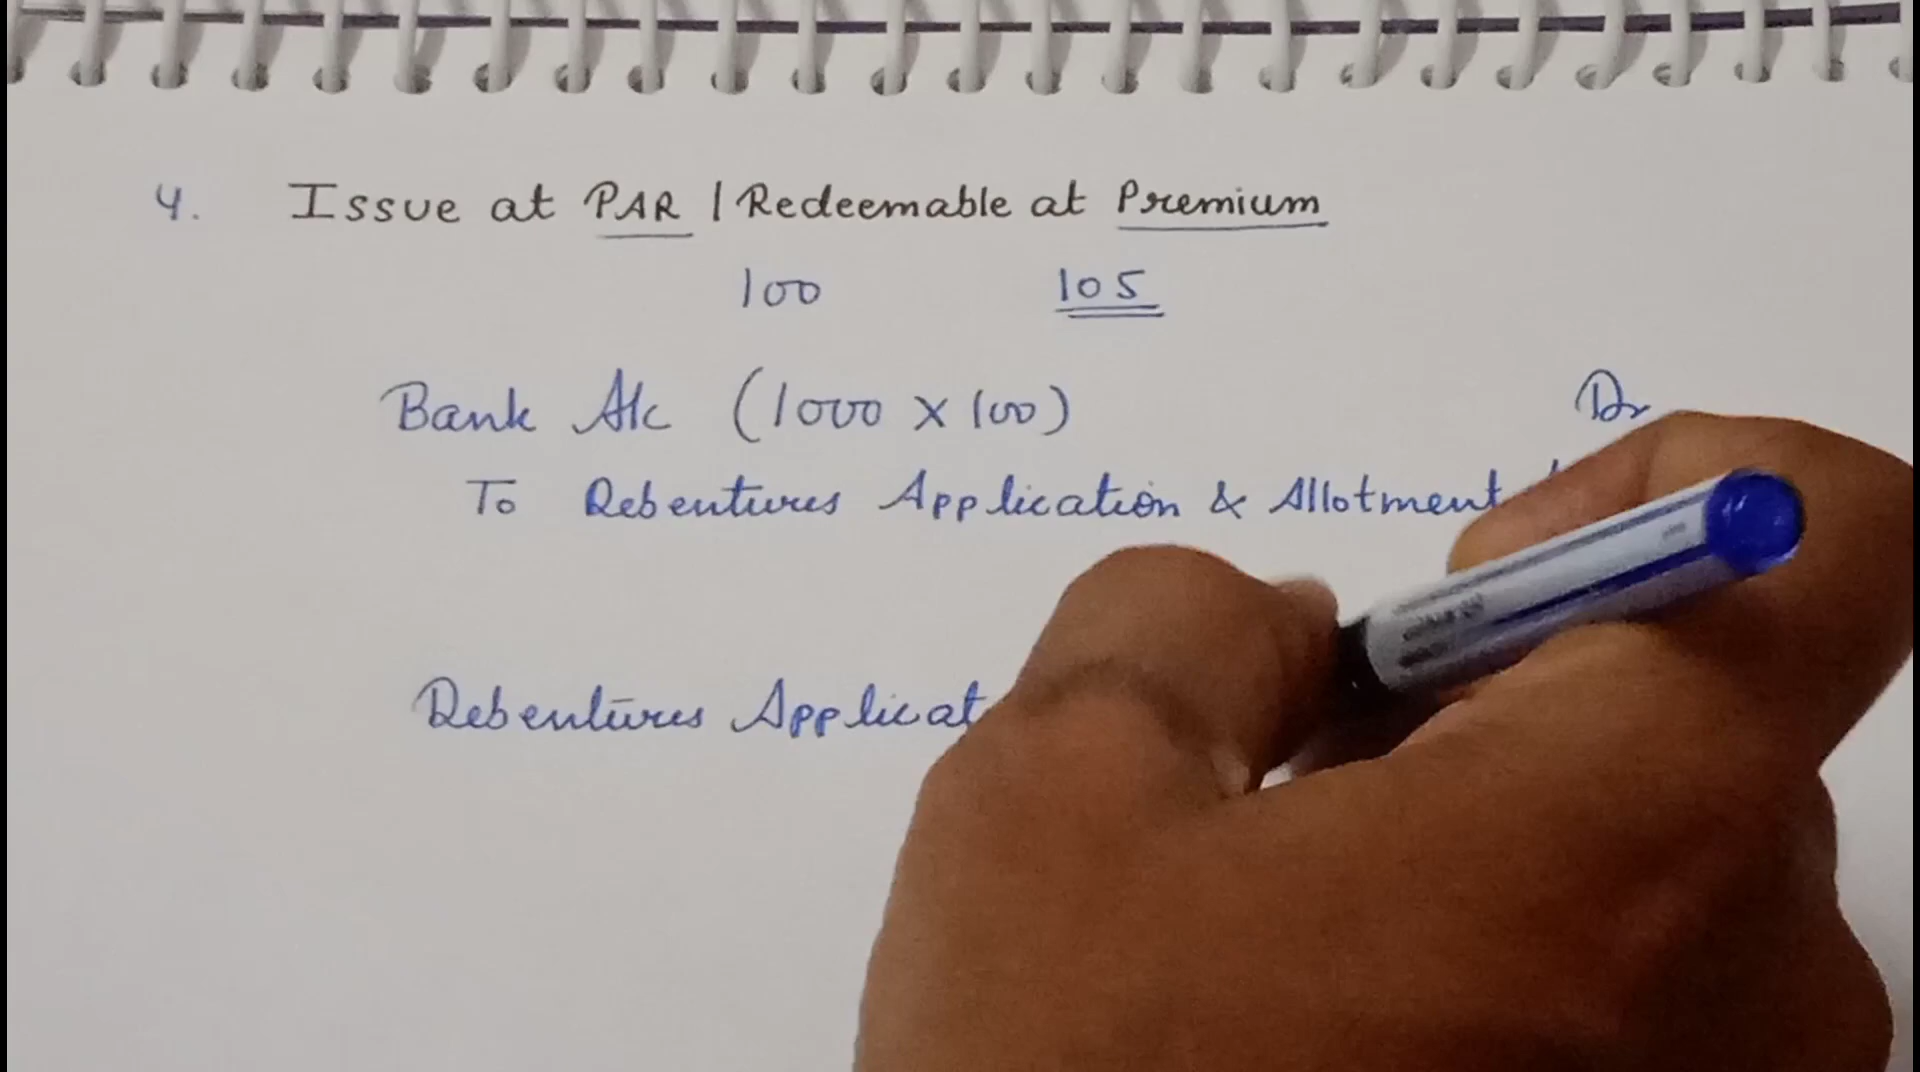 4. Issue at PAR | Redeemable at Premium
100 105
Bank A/c (1000 x 100) Dr
To Debentures Application & Allotment
Debentures Applicat